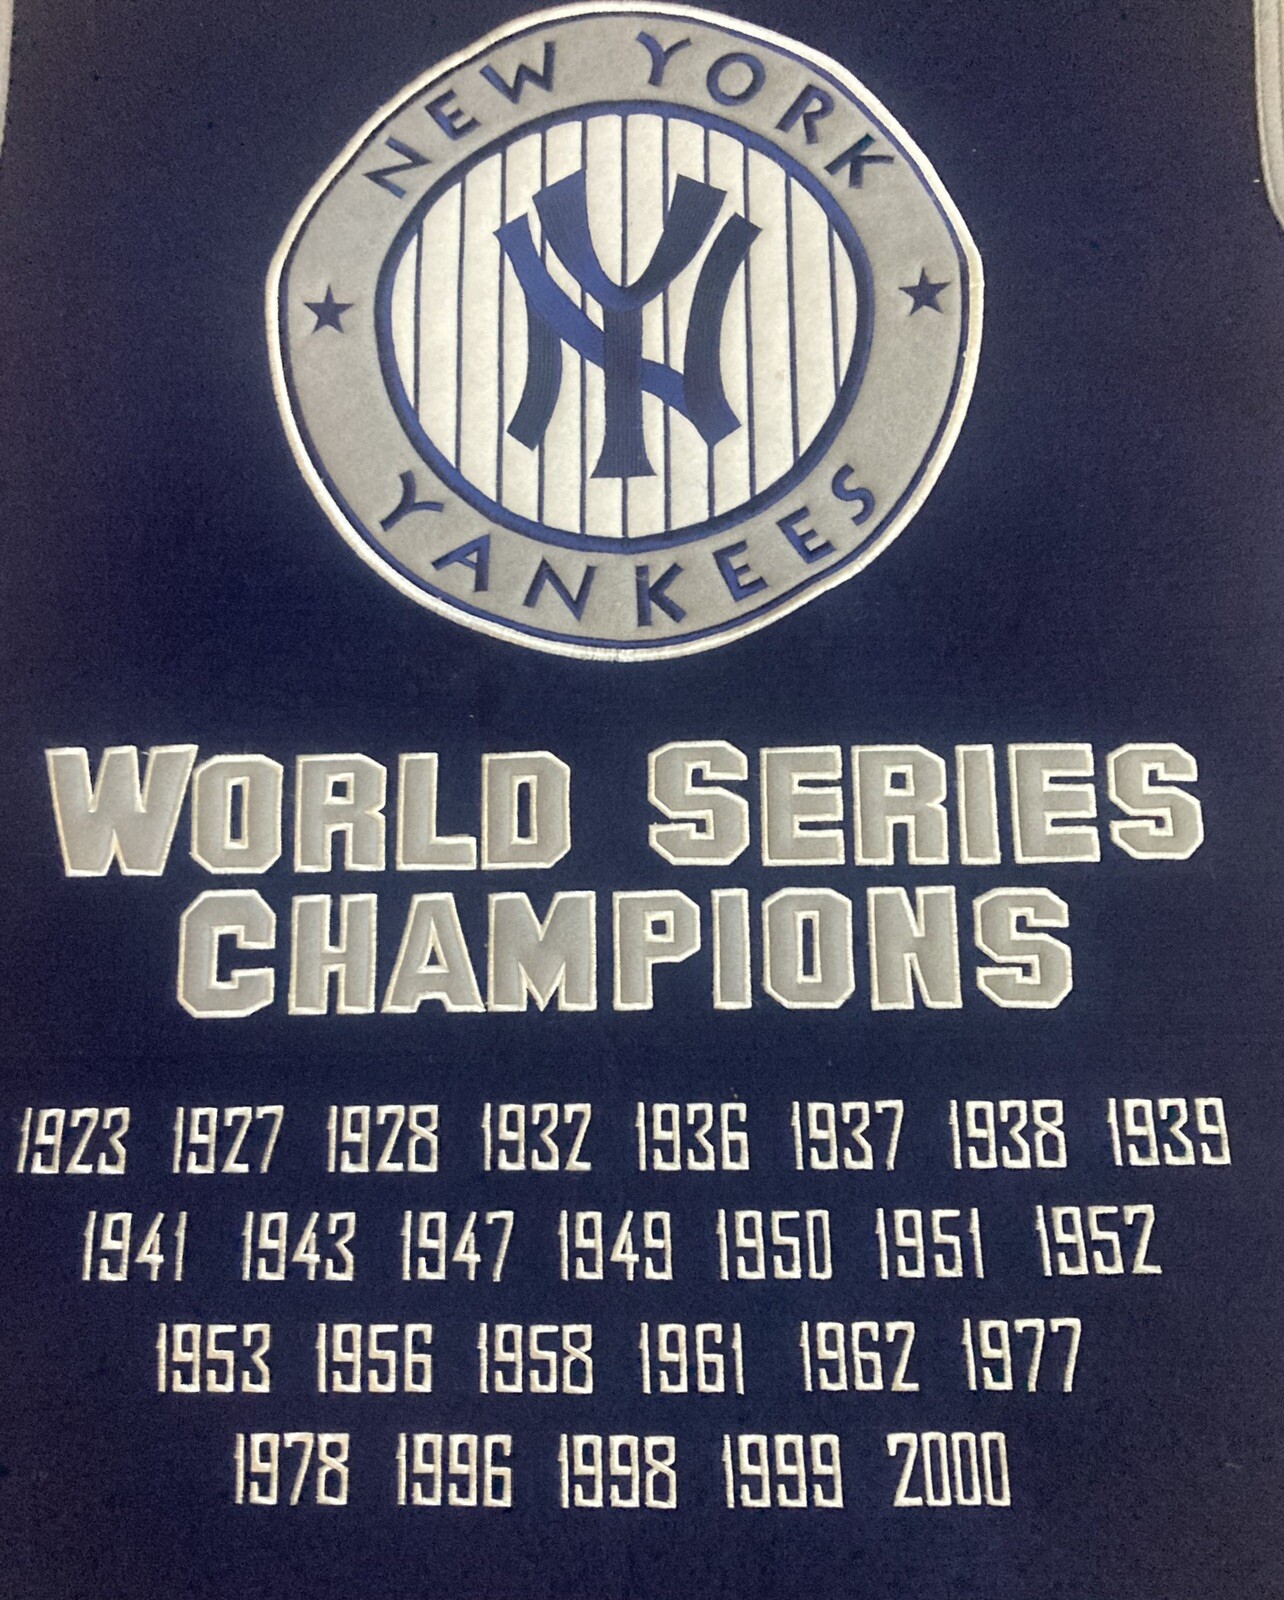 NEW YORK
NY
YANKEES
WORLD SERIES
CHAMPIONS
1923 1927 1928 1932 1936 1937 1938 1939
1941 1943 1947 1949 1950 1951 1952
1953 1956 1958 1961 1962 1977
1978 1996 1998 1999 2000